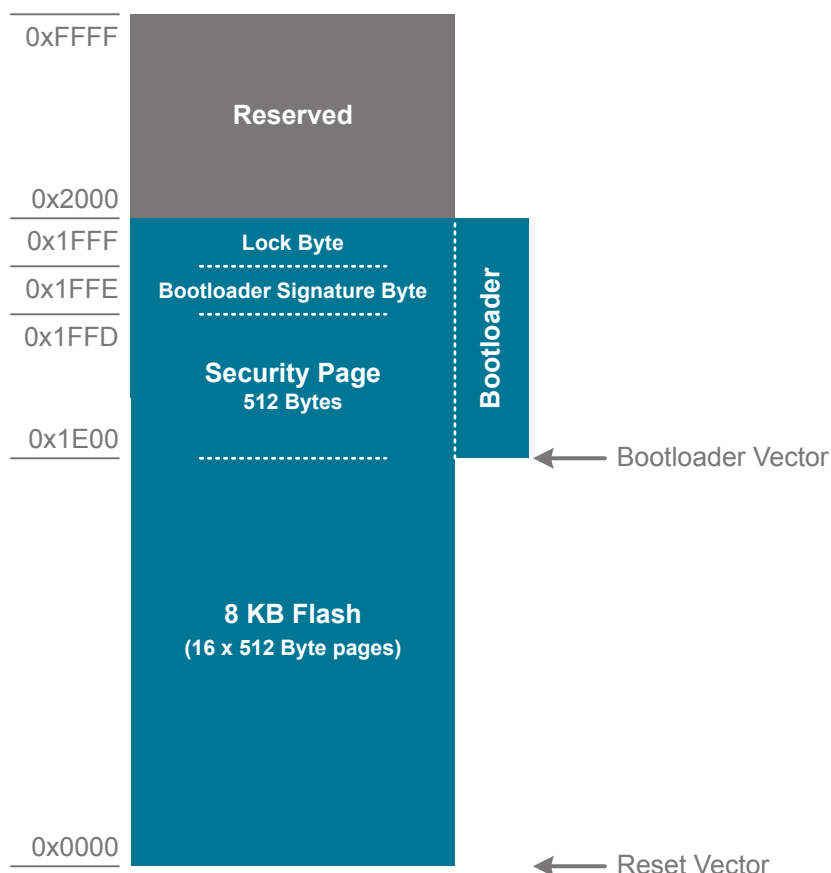 0xFFFF
Reserved
0x2000
0x1FFF
Lock Byte
0x1FFE
Bootloader Signature Byte
0x1FFD
Security Page
512 Bytes
Bootloader
0x1E00
Bootloader Vector
8 KB Flash
(16 x 512 Byte pages)
0x0000
Reset Vector